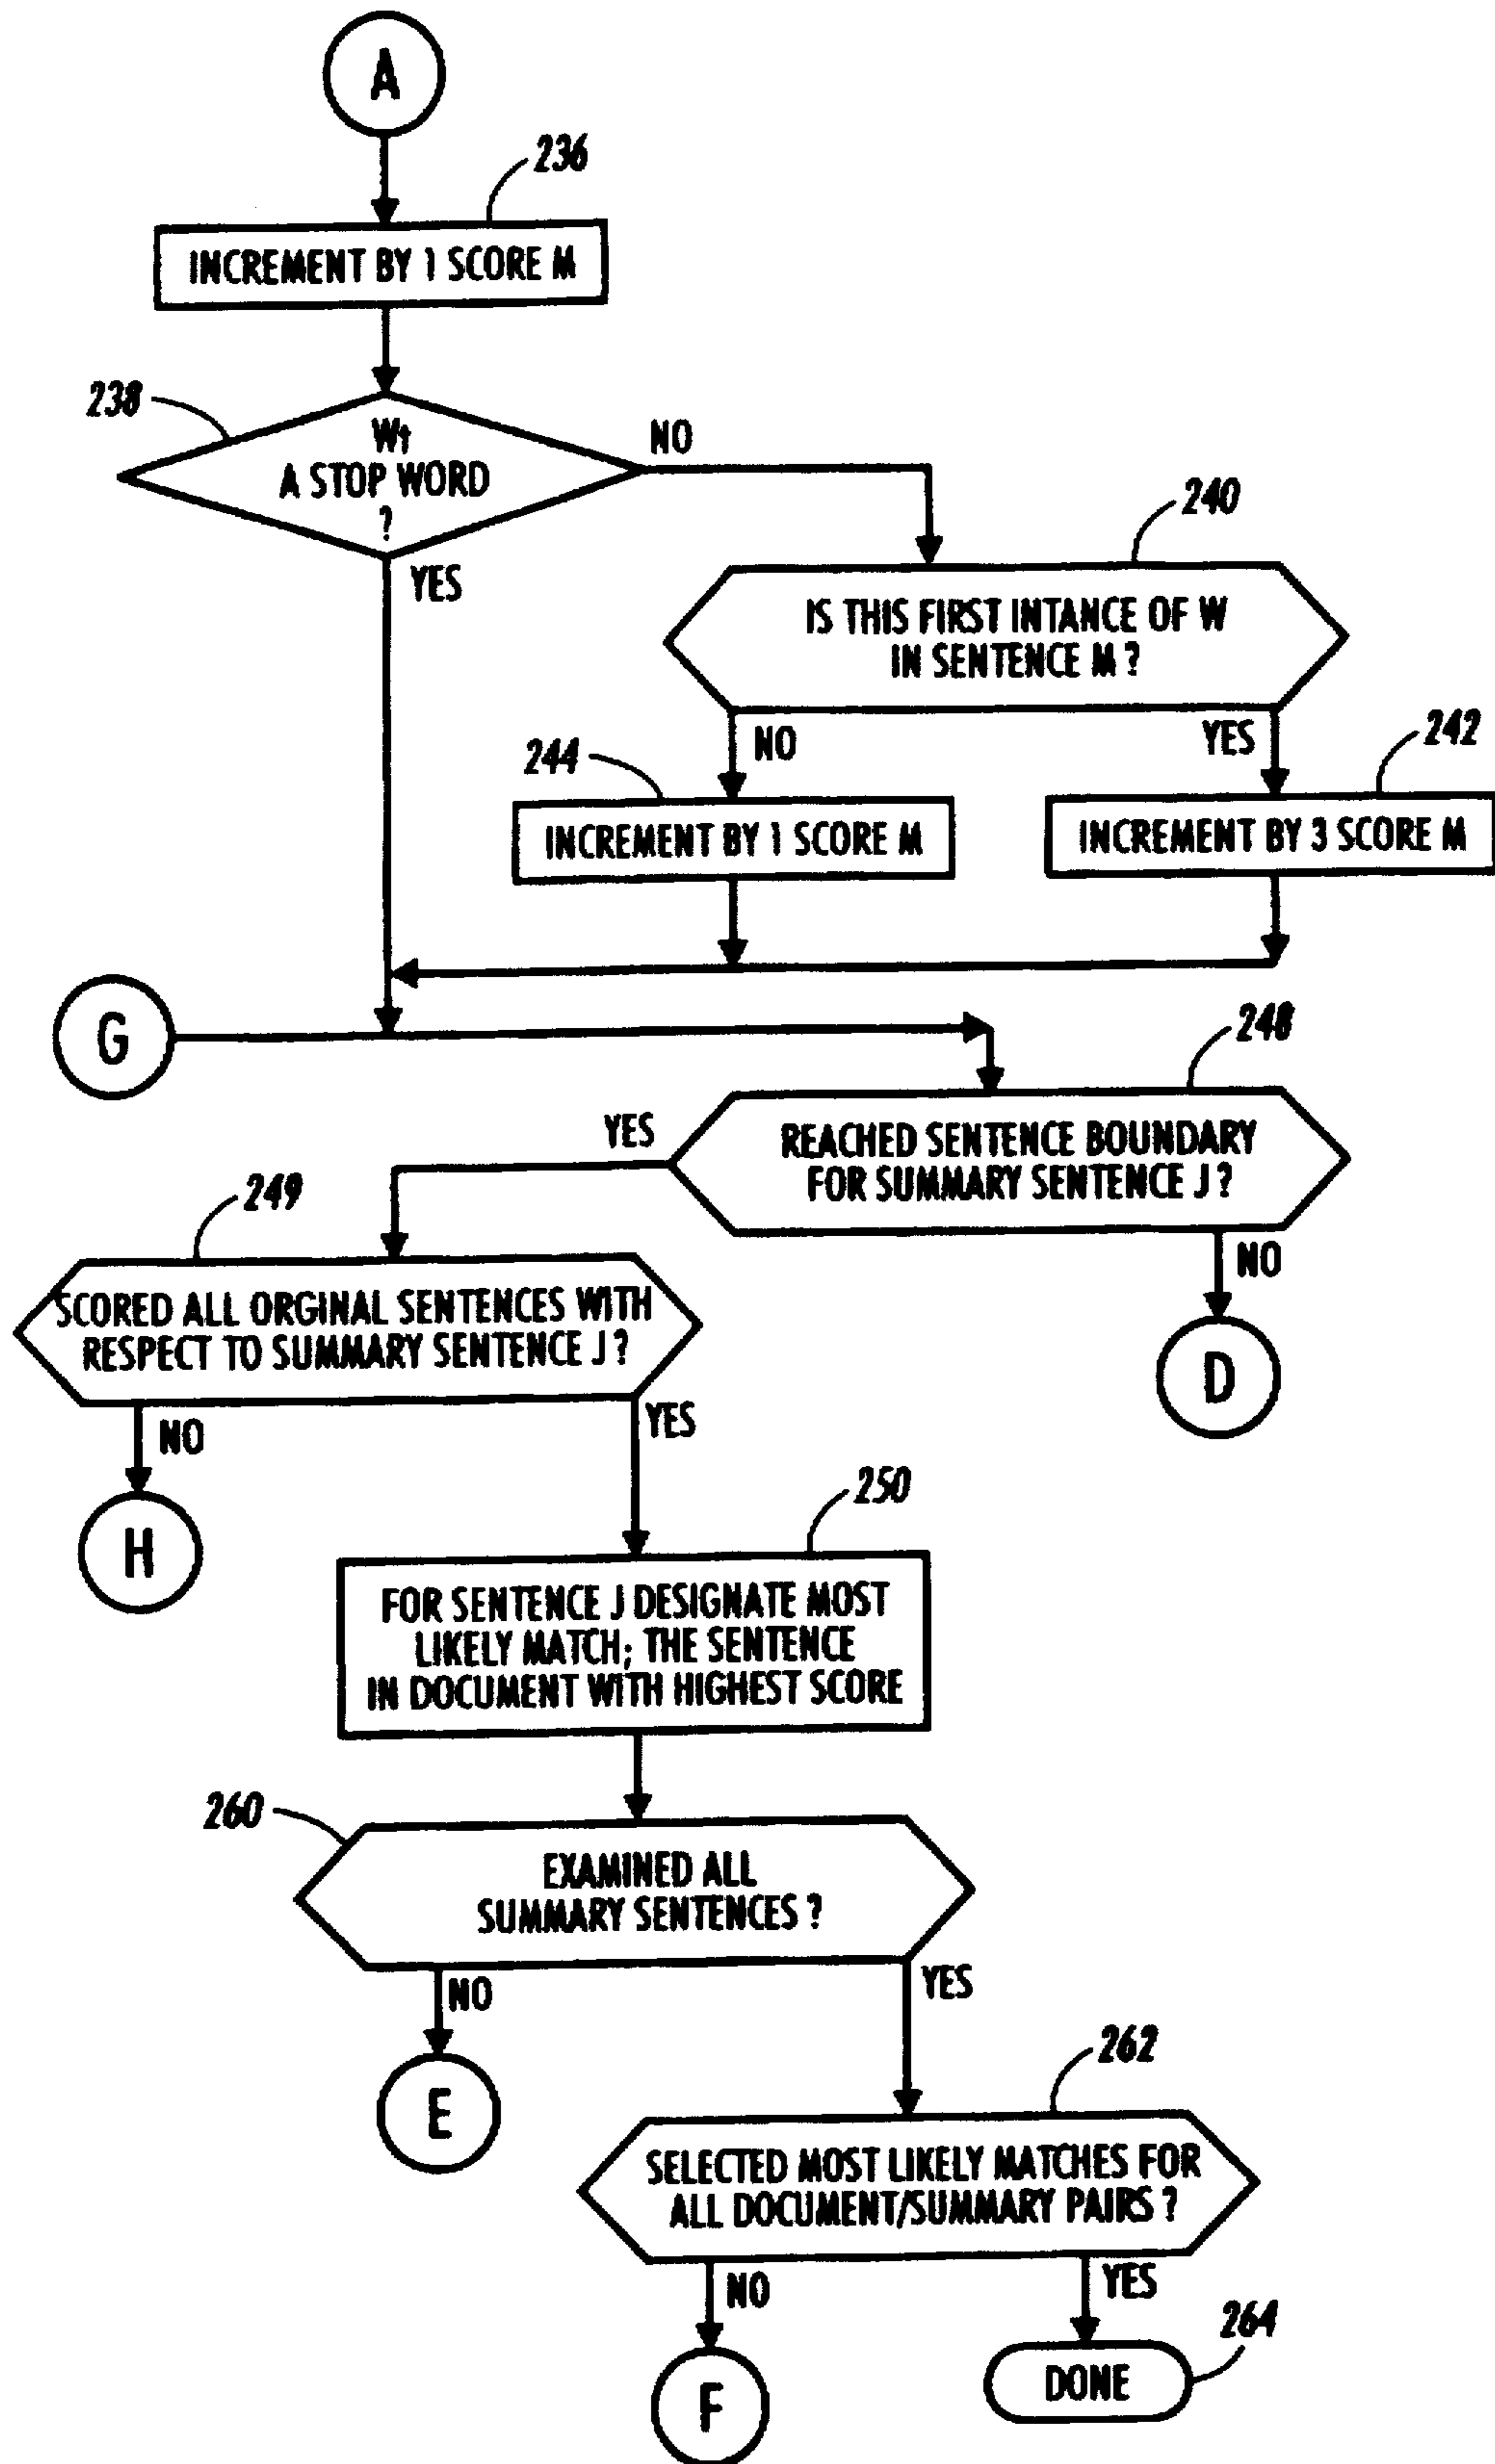 A
236
INCREMENT BY 1 SCORE M
238
W†
A STOP WORD
?
NO
YES
240
IS THIS FIRST INTANCE OF W
IN SENTENCE M ?
NO
YES
244
242
INCREMENT BY 1 SCORE M
INCREMENT BY 3 SCORE M
G
248
REACHED SENTENCE BOUNDARY
FOR SUMMARY SENTENCE J ?
YES
NO
249
SCORED ALL ORGINAL SENTENCES WITH
RESPECT TO SUMMARY SENTENCE J ?
D
NO
YES
H
250
FOR SENTENCE J DESIGNATE MOST
LIKELY MATCH; THE SENTENCE
IN DOCUMENT WITH HIGHEST SCORE
260
EXAMINED ALL
SUMMARY SENTENCES ?
NO
YES
E
262
SELECTED MOST LIKELY MATCHES FOR
ALL DOCUMENT/SUMMARY PAIRS ?
NO
YES
F
264
DONE